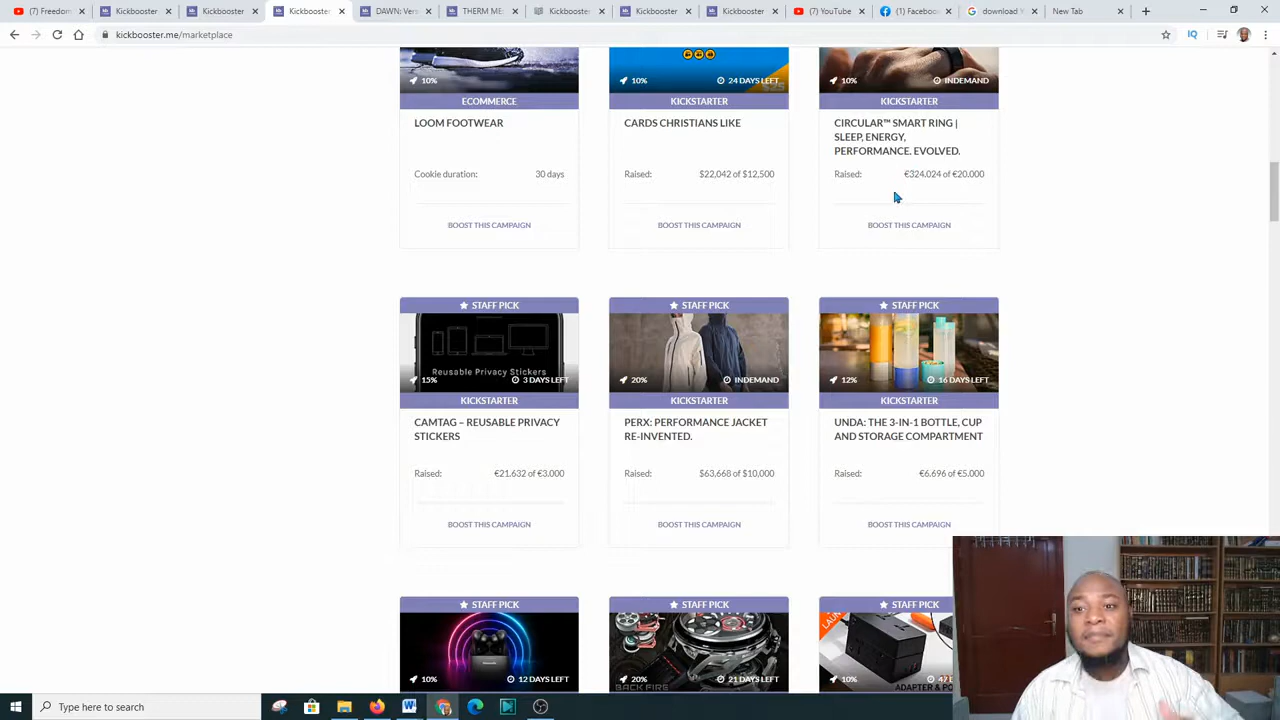 (1) Freedom
Kickbooster
Kickbooster
Kickbooster
DAWN: Vers
THERM ME
Kickbooster
Kickbooster
Kickbooster
(2) YouTube
(1) Faceboo
download Y
New Tab
kickbooster.me/marketplace
10%
10%
24 DAYS LEFT
10%
INDEMAND
ECOMMERCE
KICKSTARTER
KICKSTARTER
LOOM FOOTWEAR
CARDS CHRISTIANS LIKE
CIRCULAR™ SMART RING |
SLEEP, ENERGY,
PERFORMANCE. EVOLVED.
Cookie duration: 30 days
Raised: $22,042 of $12,500
Raised: €324.024 of €20.000
BOOST THIS CAMPAIGN
BOOST THIS CAMPAIGN
BOOST THIS CAMPAIGN
STAFF PICK
STAFF PICK
STAFF PICK
Reusable Privacy Stickers
15%
3 DAYS LEFT
20%
INDEMAND
12%
16 DAYS LEFT
KICKSTARTER
KICKSTARTER
KICKSTARTER
CAMTAG – REUSABLE PRIVACY
STICKERS
PERX: PERFORMANCE JACKET
RE-INVENTED.
UNDA: THE 3-IN-1 BOTTLE, CUP
AND STORAGE COMPARTMENT
Raised: €21.632 of €3.000
Raised: $63,668 of $10,000
Raised: €6.696 of €5.000
BOOST THIS CAMPAIGN
BOOST THIS CAMPAIGN
BOOST THIS CAMPAIGN
STAFF PICK
STAFF PICK
STAFF PICK
10%
12 DAYS LEFT
BACK FIRE
20%
21 DAYS LEFT
10%
ADAPTER & PO
Type here to search